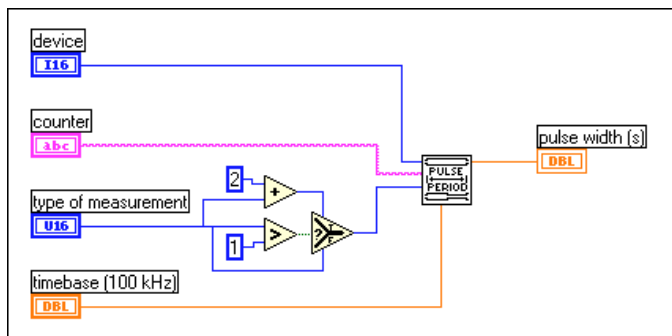 device
I16
counter
abc
pulse width (s)
DBL
PULSE
PERIOD
2
+
type of measurement
U16
>
?
T
F
1
timebase (100 kHz)
DBL